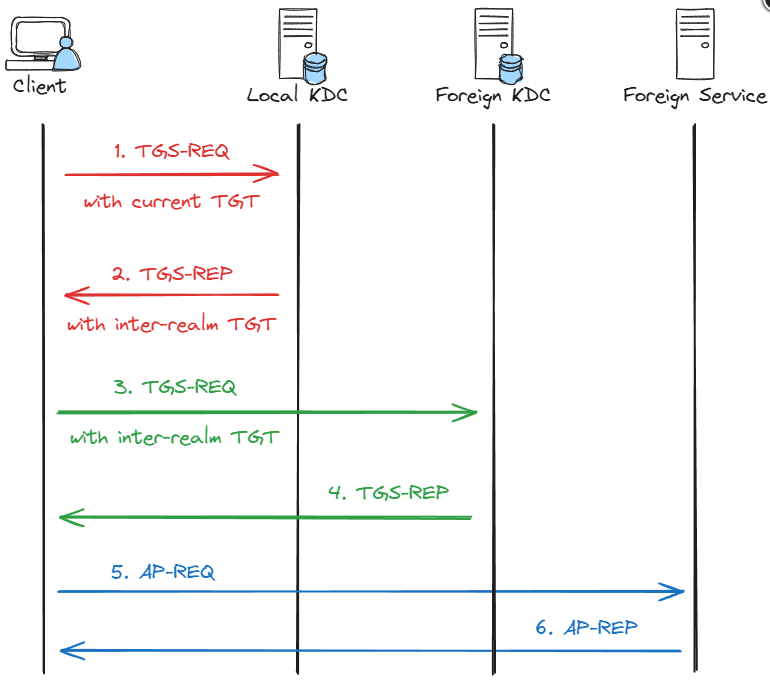 Client
Local KDC
Foreign KDC
Foreign Service
1. TGS-REQ
with current TGT
2. TGS-REP
with inter-realm TGT
3. TGS-REQ
with inter-realm TGT
4. TGS-REP
5. AP-REQ
6. AP-REP